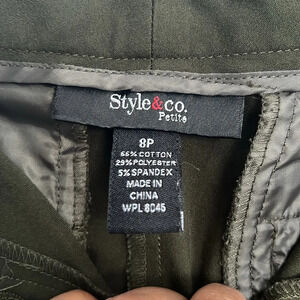 Style&co.
Petite
8P
66% COTTON
29% POLYESTER
5% SPANDEX
MADE IN
CHINA
WPL 8045